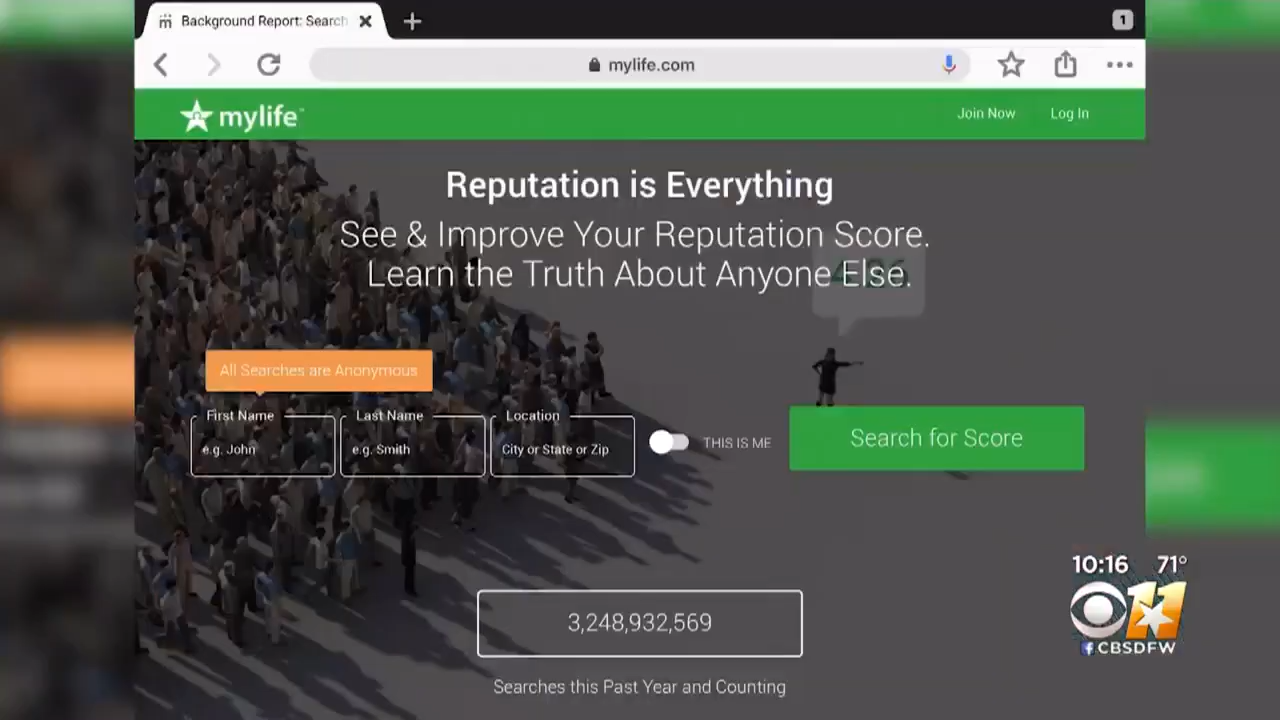 Background Report: Search
1
mylife.com
mylife™
Join Now
Log In
Reputation is Everything
See & Improve Your Reputation Score.
Learn the Truth About Anyone Else.
All Searches are Anonymous
First Name
Last Name
Location
e.g. John
e.g. Smith
City or State or Zip
THIS IS ME
Search for Score
10:16 71°
11
CBSDFW
3,248,932,569
Searches this Past Year and Counting